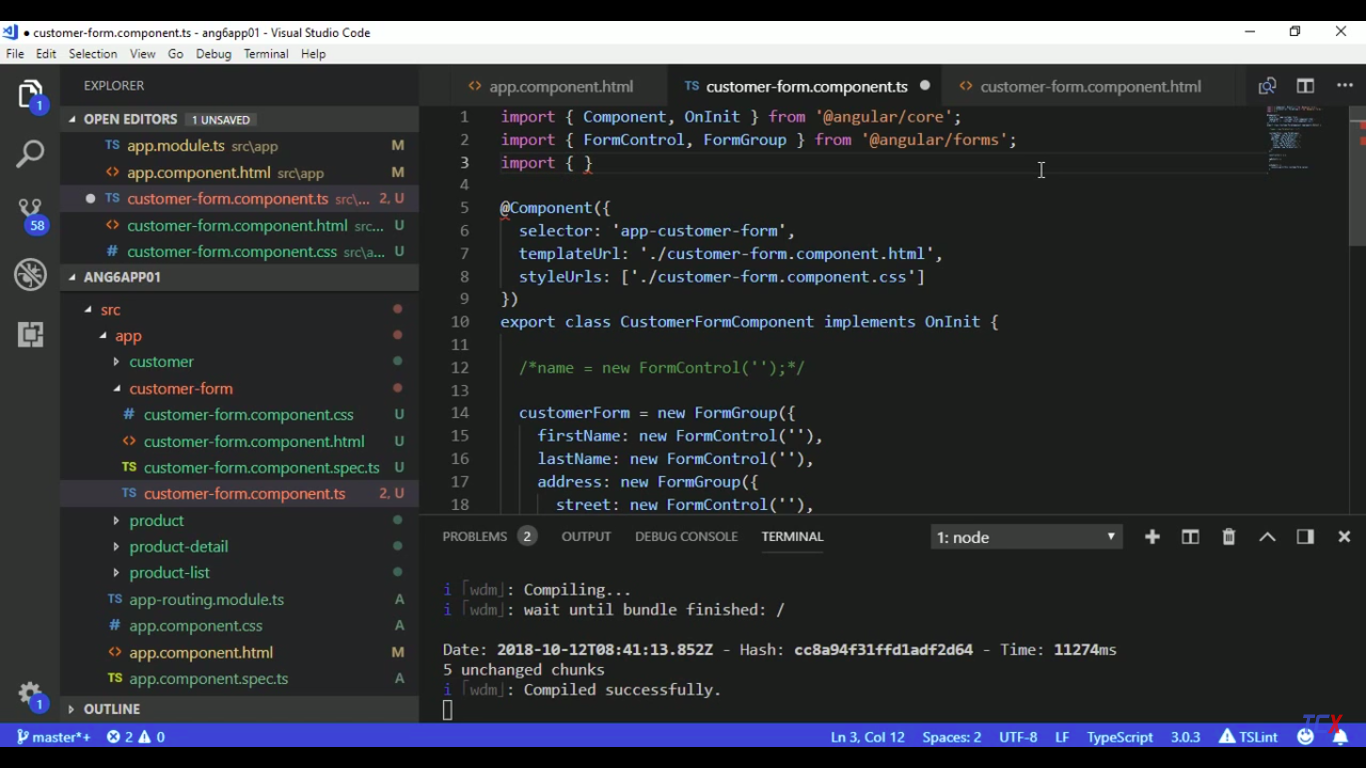 ● customer-form.component.ts - ang6app01 - Visual Studio Code
File Edit Selection View Go Debug Terminal Help
EXPLORER
<> app.component.html TS customer-form.component.ts ● <> customer-form.component.html
OPEN EDITORS 1 UNSAVED
TS app.module.ts src\app M
<> app.component.html src\app M
● TS customer-form.component.ts src\... 2, U
<> customer-form.component.html src... U
# customer-form.component.css src\a... U
ANG6APP01
src
app
customer
customer-form
# customer-form.component.css U
<> customer-form.component.html U
TS customer-form.component.spec.ts U
TS customer-form.component.ts 2, U
product
product-detail
product-list
TS app-routing.module.ts A
# app.component.css A
<> app.component.html M
TS app.component.spec.ts A
OUTLINE
1
58
1
1 import { Component, OnInit } from '@angular/core';
2 import { FormControl, FormGroup } from '@angular/forms';
3 import { }
4
5 @Component({
6 selector: 'app-customer-form',
7 templateUrl: './customer-form.component.html',
8 styleUrls: ['./customer-form.component.css']
9 })
10 export class CustomerFormComponent implements OnInit {
11
12 /*name = new FormControl('');*/
13
14 customerForm = new FormGroup({
15 firstName: new FormControl(''),
16 lastName: new FormControl(''),
17 address: new FormGroup({
18 street: new FormControl(''),
PROBLEMS 2 OUTPUT DEBUG CONSOLE TERMINAL 1: node
i ｢wdm｣: Compiling...
i ｢wdm｣: wait until bundle finished: /
Date: 2018-10-12T08:41:13.852Z - Hash: cc8a94f31ffd1adf2d64 - Time: 11274ms
5 unchanged chunks
i ｢wdm｣: Compiled successfully.
master*+ 2 0 Ln 3, Col 12 Spaces: 2 UTF-8 LF TypeScript 3.0.3 TSLint